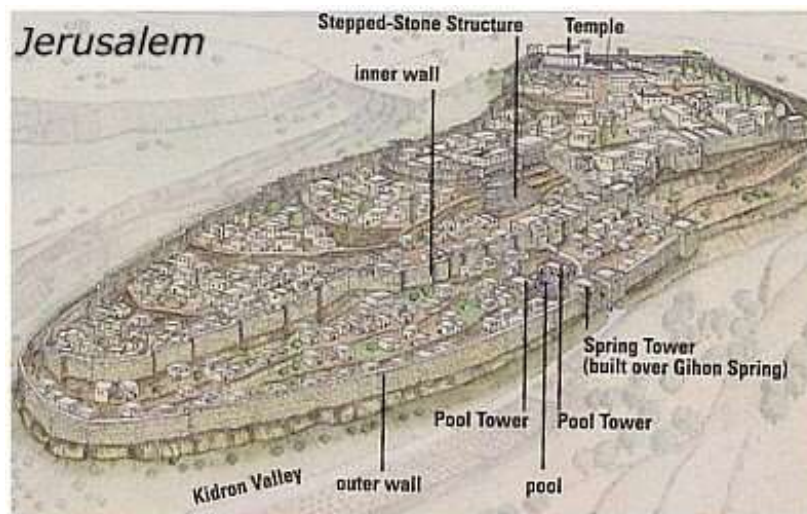 Jerusalem
Stepped-Stone Structure
Temple
inner wall
Spring Tower
(built over Gihon Spring)
Pool Tower
Pool Tower
Kidron Valley
outer wall
pool